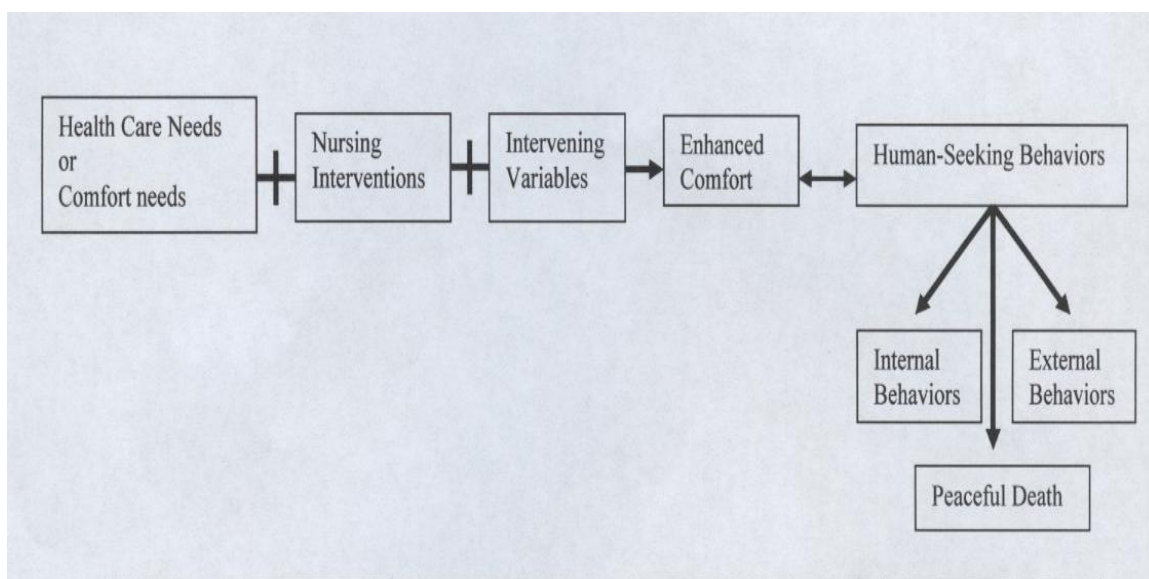 Health Care Needs
or
Comfort needs
Nursing
Interventions
Intervening
Variables
Enhanced
Comfort
Human-Seeking Behaviors
Internal
Behaviors
External
Behaviors
Peaceful Death